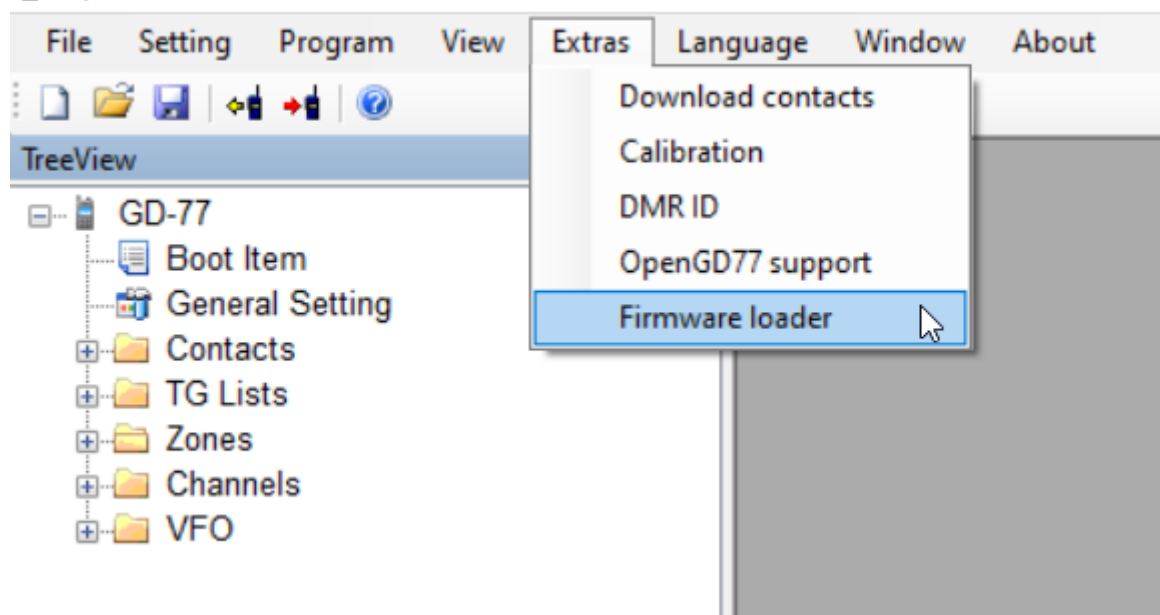 File Setting Program View Extras Language Window About
Download contacts
Calibration
DMR ID
OpenGD77 support
Firmware loader
TreeView
GD-77
Boot Item
General Setting
Contacts
TG Lists
Zones
Channels
VFO